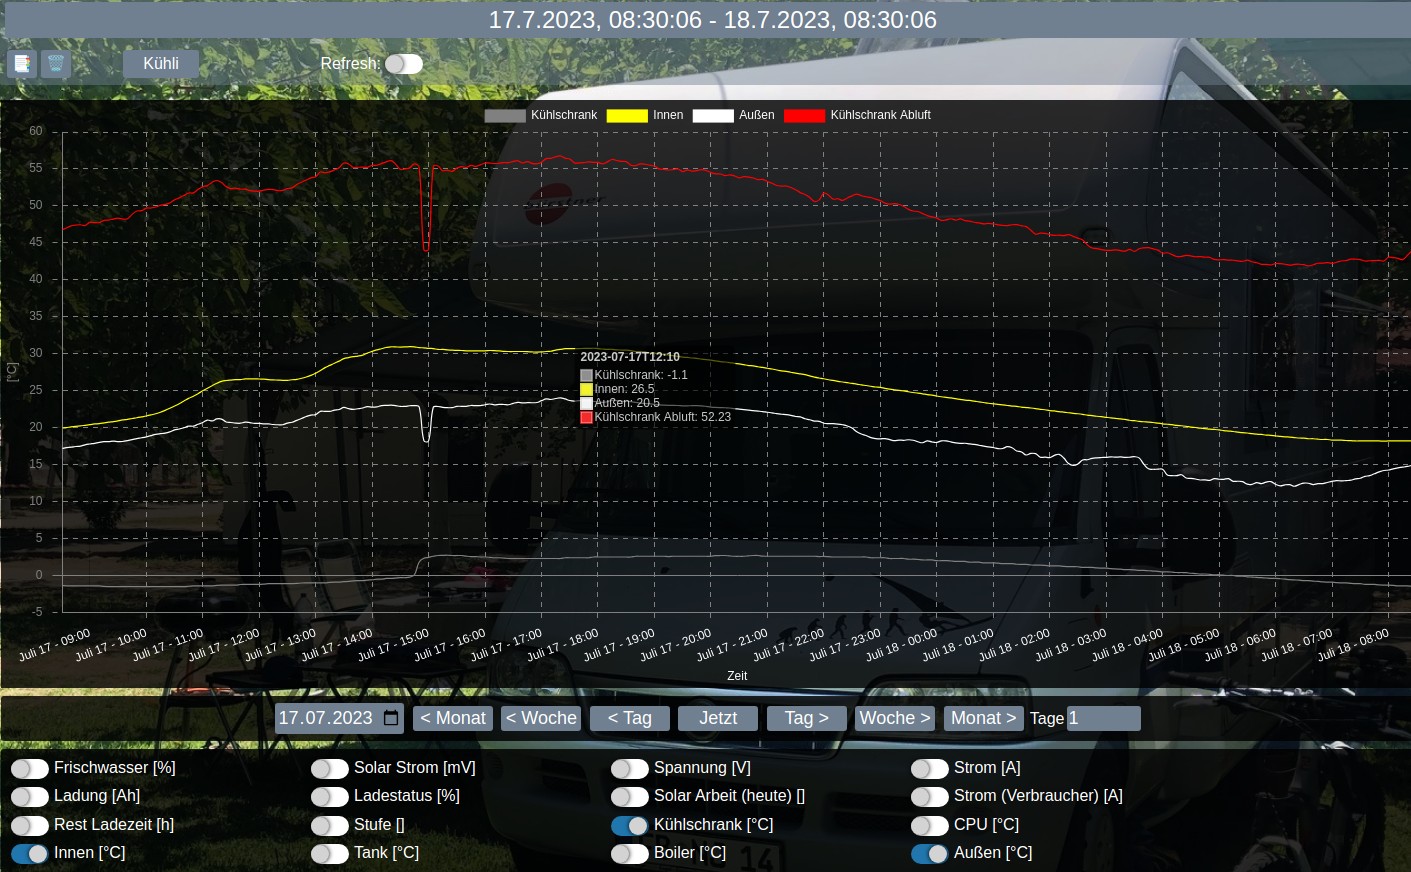 17.7.2023, 08:30:06 - 18.7.2023, 08:30:06
Kühli
Refresh:
Kühlschrank Innen Außen Kühlschrank Abluft
60
55
50
45
40
35
30
25
20
15
10
5
0
-5
[°C]
2023-07-17T12:10
Kühlschrank: -1.1
Innen: 26.5
Außen: 20.5
Kühlschrank Abluft: 52.23
Juli 17 - 09:00
Juli 17 - 10:00
Juli 17 - 11:00
Juli 17 - 12:00
Juli 17 - 13:00
Juli 17 - 14:00
Juli 17 - 15:00
Juli 17 - 16:00
Juli 17 - 17:00
Juli 17 - 18:00
Juli 17 - 19:00
Juli 17 - 20:00
Juli 17 - 21:00
Juli 17 - 22:00
Juli 17 - 23:00
Juli 18 - 00:00
Juli 18 - 01:00
Juli 18 - 02:00
Juli 18 - 03:00
Juli 18 - 04:00
Juli 18 - 05:00
Juli 18 - 06:00
Juli 18 - 07:00
Juli 18 - 08:00
Zeit
17.07.2023 < Monat < Woche < Tag Jetzt Tag > Woche > Monat > Tage 1
Frischwasser [%] Solar Strom [mV] Spannung [V] Strom [A]
Ladung [Ah] Ladestatus [%] Solar Arbeit (heute) [] Strom (Verbraucher) [A]
Rest Ladezeit [h] Stufe [] Kühlschrank [°C] CPU [°C]
Innen [°C] Tank [°C] Boiler [°C] Außen [°C]